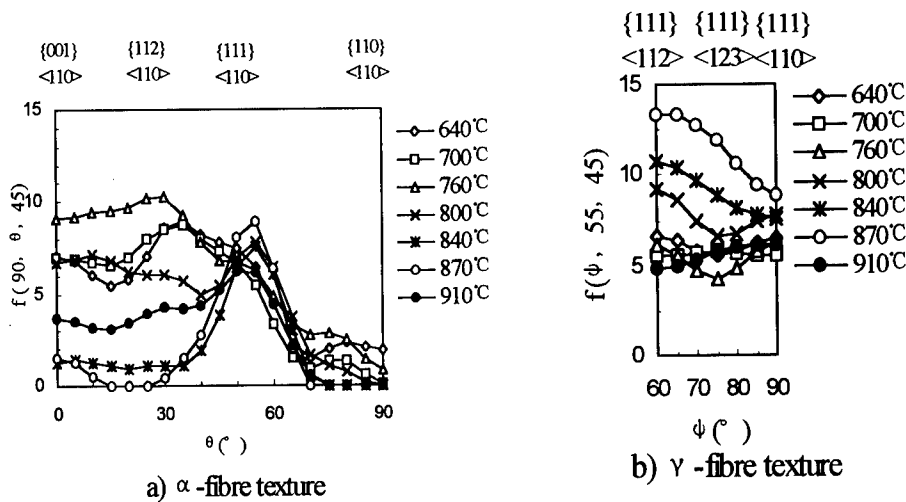 {001} {112} {111} {110}
<110> <110> <110> <110>
15
10
5
0
f(90, θ, 45)
0 30 60 90
θ(°)
640℃
700℃
760℃
800℃
840℃
870℃
910℃
a) α-fibre texture
{111} {111} {111}
<112> <123> <110>
15
10
5
0
f(ψ, 55, 45)
60 70 80 90
ψ(°)
640℃
700℃
760℃
800℃
840℃
870℃
910℃
b) γ-fibre texture